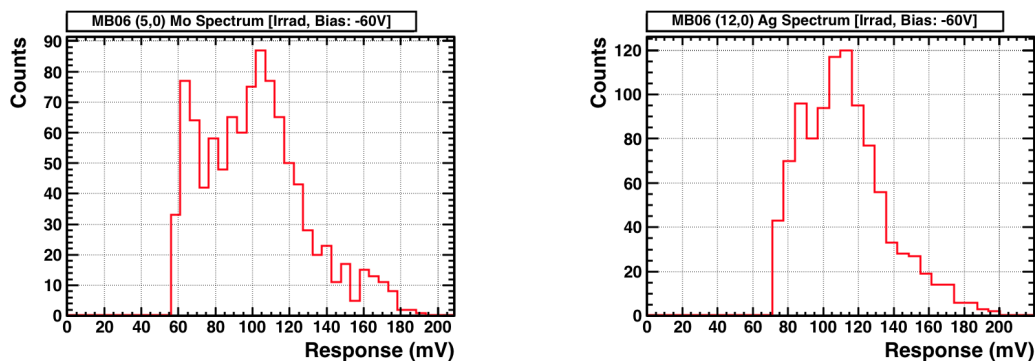 MB06 (5,0) Mo Spectrum [Irrad, Bias: -60V]
Counts
90
80
70
60
50
40
30
20
10
0
0 20 40 60 80 100 120 140 160 180 200
Response (mV)
MB06 (12,0) Ag Spectrum [Irrad, Bias: -60V]
Counts
120
100
80
60
40
20
0
0 20 40 60 80 100 120 140 160 180 200
Response (mV)